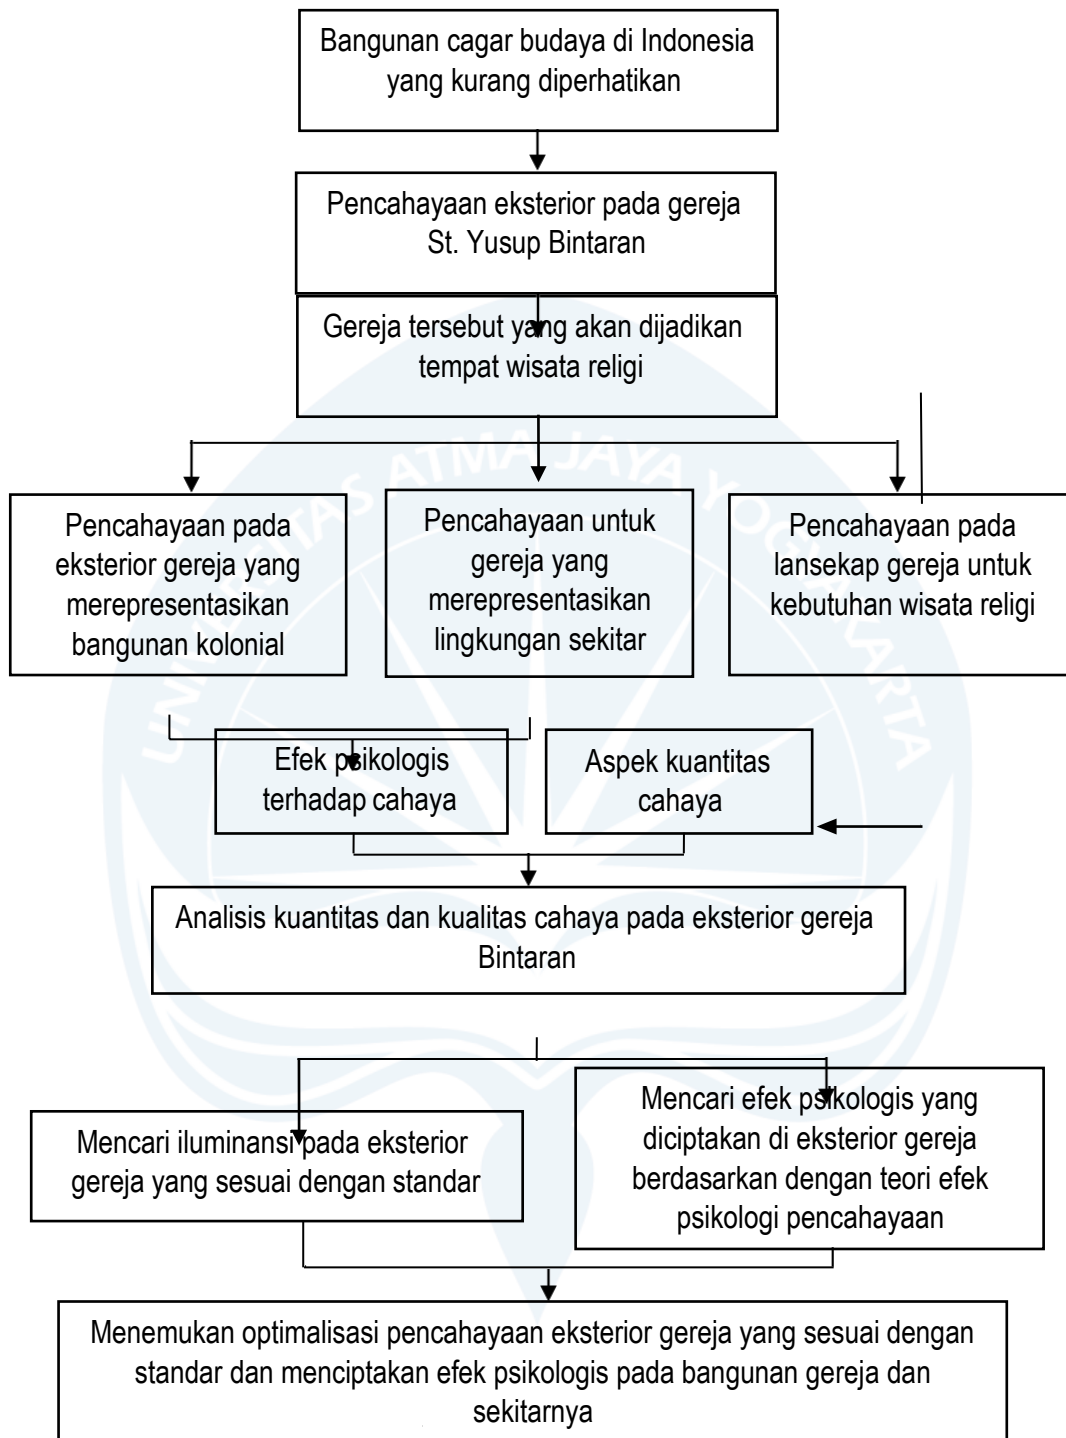 Bangunan cagar budaya di Indonesia
yang kurang diperhatikan
Pencahayaan eksterior pada gereja
St. Yusup Bintaran
Gereja tersebut yang akan dijadikan
tempat wisata religi
UNIVERSITAS ATMA JAYA YOGYAKARTA
Pencahayaan pada
eksterior gereja yang
merepresentasikan
bangunan kolonial
Pencahayaan untuk
gereja yang
merepresentasikan
lingkungan sekitar
Pencahayaan pada
lansekap gereja untuk
kebutuhan wisata religi
Efek psikologis
terhadap cahaya
Aspek kuantitas
cahaya
Analisis kuantitas dan kualitas cahaya pada eksterior gereja
Bintaran
Mencari iluminansi pada eksterior
gereja yang sesuai dengan standar
Mencari efek psikologis yang
diciptakan di eksterior gereja
berdasarkan dengan teori efek
psikologi pencahayaan
Menemukan optimalisasi pencahayaan eksterior gereja yang sesuai dengan
standar dan menciptakan efek psikologis pada bangunan gereja dan
sekitarnya